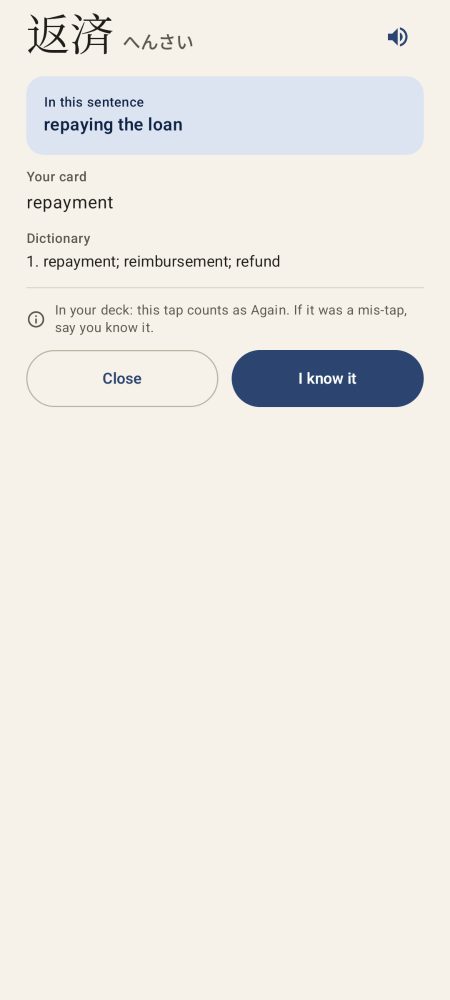 返済 へんさい
In this sentence
repaying the loan
Your card
repayment
Dictionary
1. repayment; reimbursement; refund
In your deck: this tap counts as Again. If it was a mis-tap,
say you know it.
Close
I know it